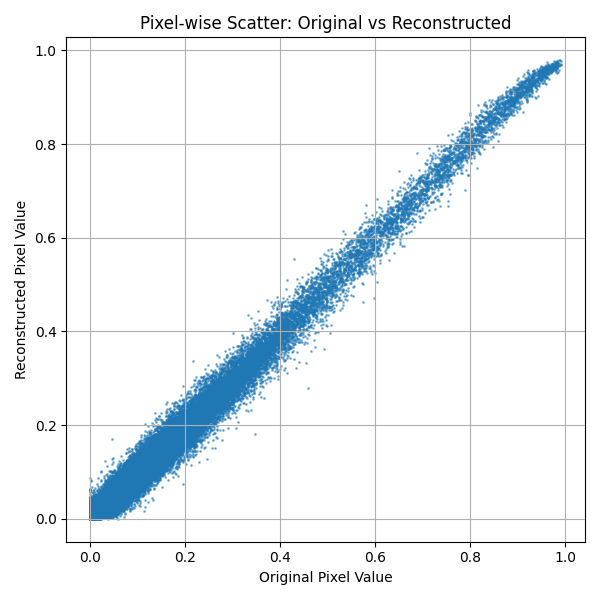 Pixel-wise Scatter: Original vs Reconstructed
1.0
0.8
0.6
0.4
0.2
0.0
Reconstructed Pixel Value
0.0 0.2 0.4 0.6 0.8 1.0
Original Pixel Value